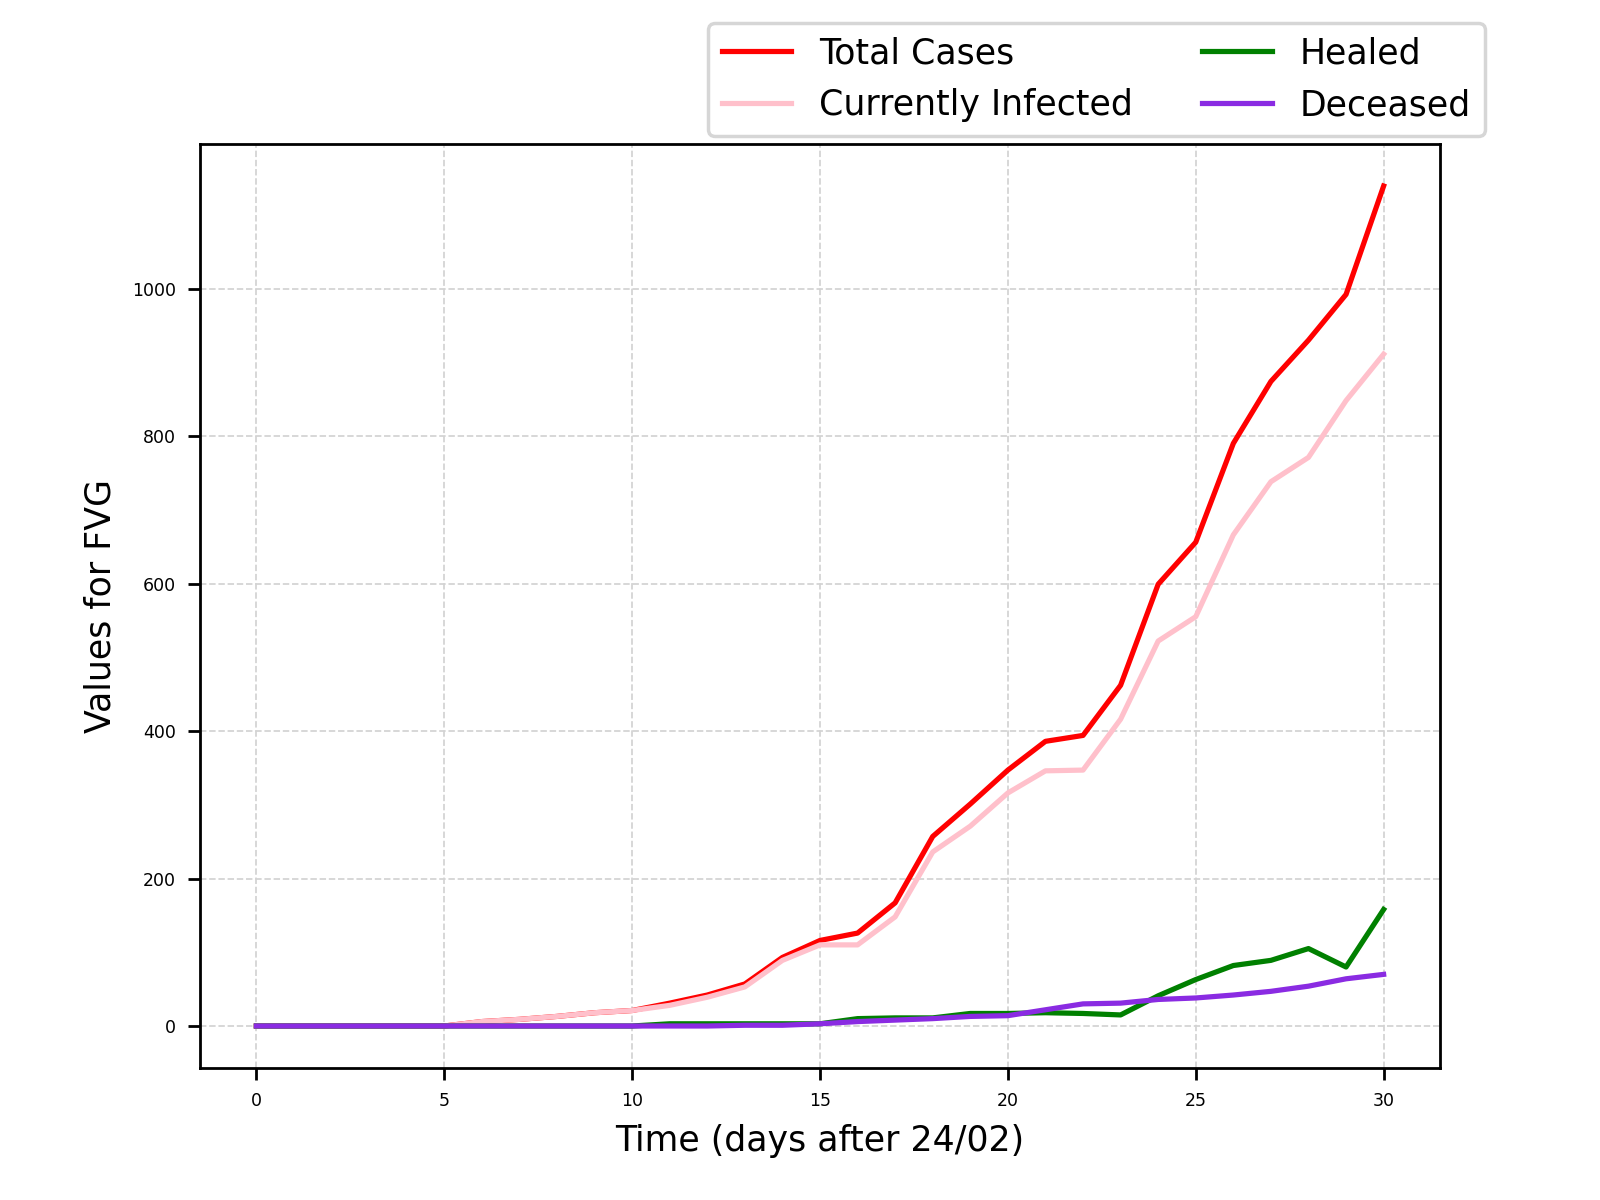 Total Cases
Currently Infected
Healed
Deceased
Values for FVG
1000
800
600
400
200
0
0 5 10 15 20 25 30
Time (days after 24/02)